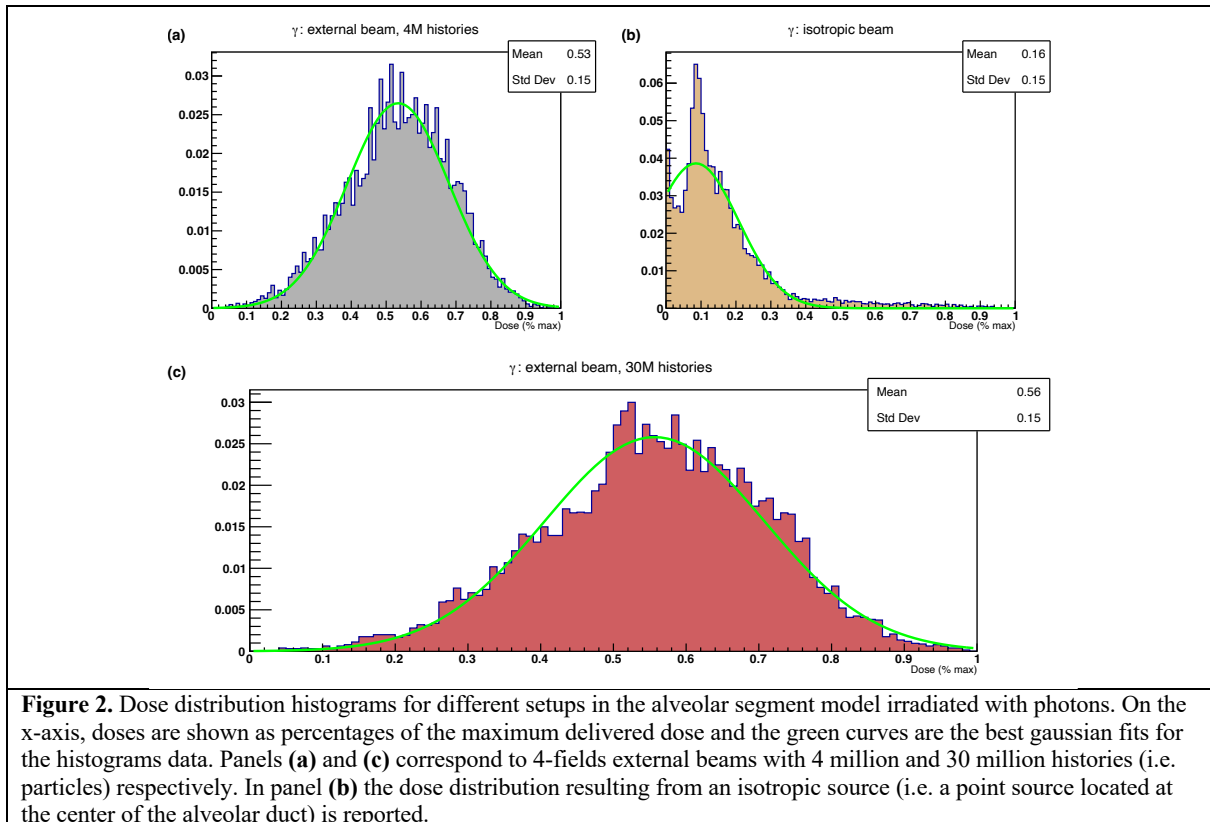 (a)
γ: external beam, 4M histories
Mean 0.53
Std Dev 0.15
0.03
0.025
0.02
0.015
0.01
0.005
0
0 0.1 0.2 0.3 0.4 0.5 0.6 0.7 0.8 0.9 1
Dose (% max)
(b)
γ: isotropic beam
Mean 0.16
Std Dev 0.15
0.06
0.05
0.04
0.03
0.02
0.01
0
0 0.1 0.2 0.3 0.4 0.5 0.6 0.7 0.8 0.9 1
Dose (% max)
(c)
γ: external beam, 30M histories
Mean 0.56
Std Dev 0.15
0.03
0.025
0.02
0.015
0.01
0.005
0
0 0.1 0.2 0.3 0.4 0.5 0.6 0.7 0.8 0.9 1
Dose (% max)
Figure 2. Dose distribution histograms for different setups in the alveolar segment model irradiated with photons. On the
x-axis, doses are shown as percentages of the maximum delivered dose and the green curves are the best gaussian fits for
the histograms data. Panels (a) and (c) correspond to 4-fields external beams with 4 million and 30 million histories (i.e.
particles) respectively. In panel (b) the dose distribution resulting from an isotropic source (i.e. a point source located at
the center of the alveolar duct) is reported.